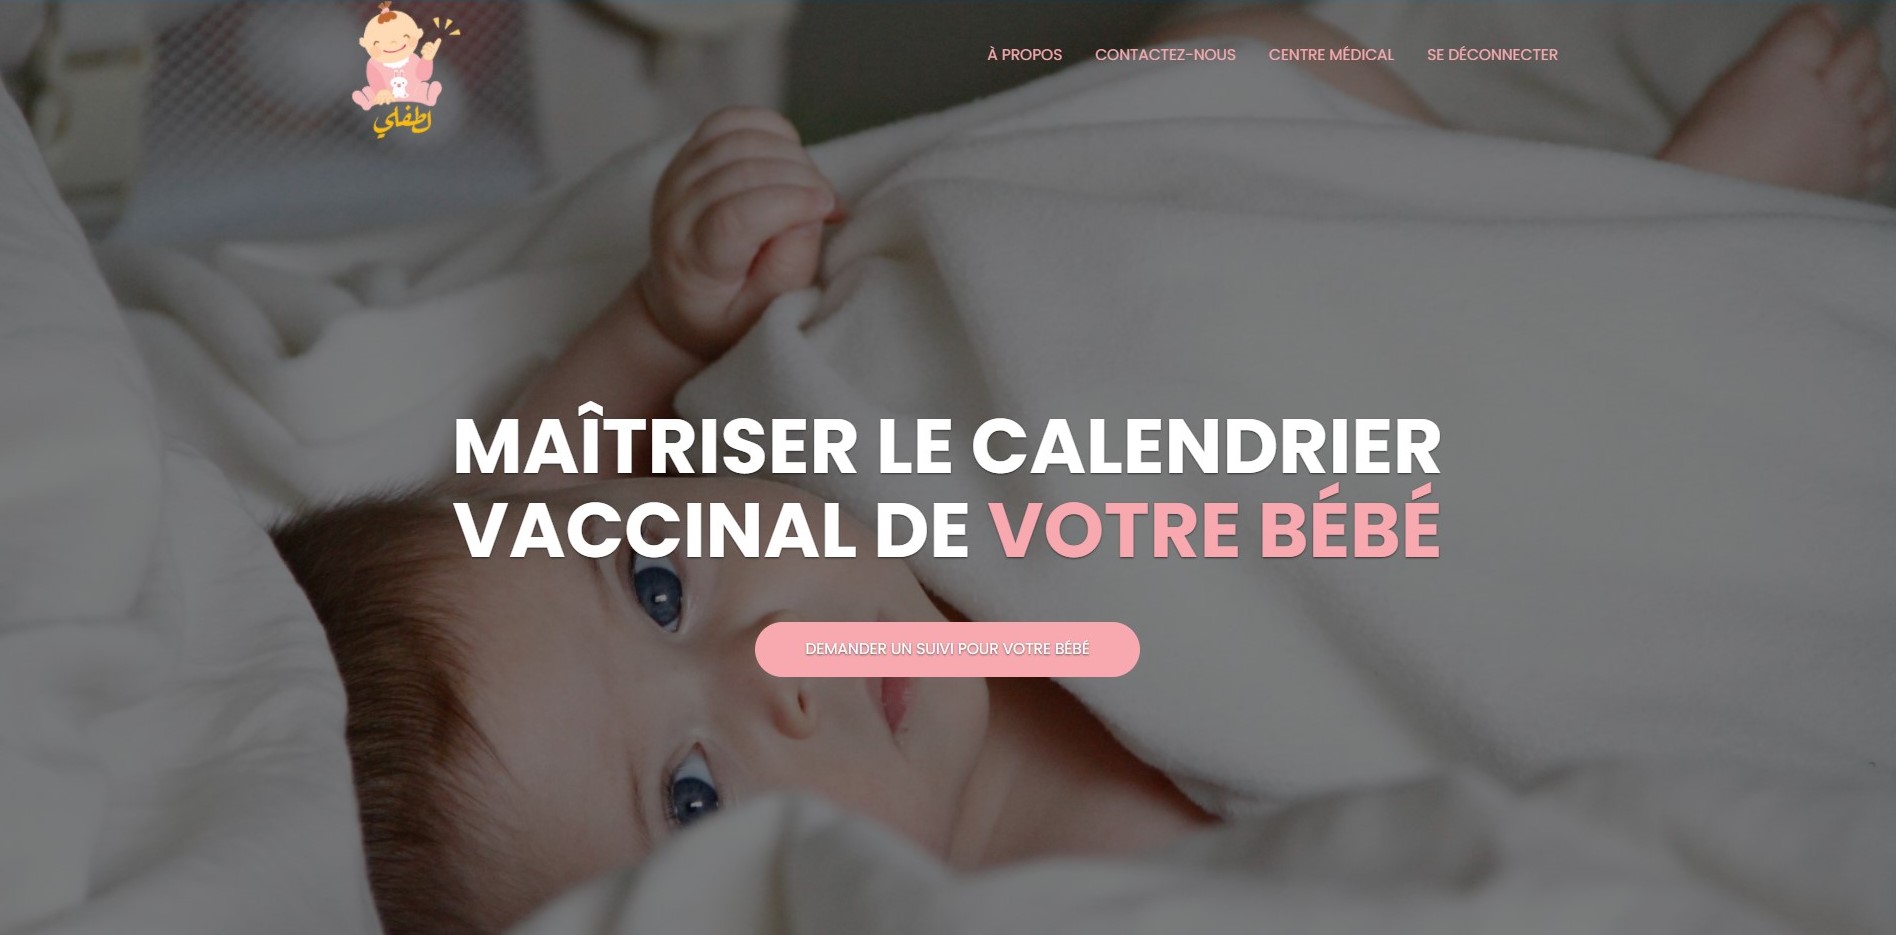 لطفلي
À PROPOS CONTACTEZ-NOUS CENTRE MÉDICAL SE DÉCONNECTER
MAÎTRISER LE CALENDRIER
VACCINAL DE VOTRE BÉBÉ
DEMANDER UN SUIVI POUR VOTRE BÉBÉ